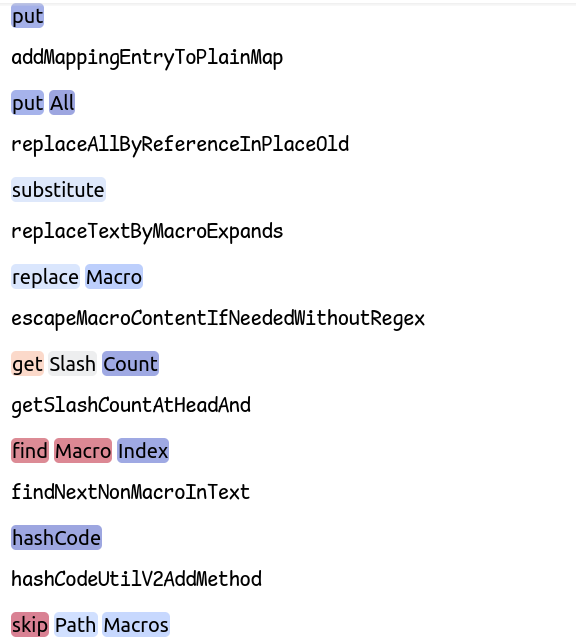 put
addMappingEntryToPlainMap
put All
replaceAllByReferenceInPlaceOld
substitute
replaceTextByMacroExpands
replace Macro
escapeMacroContentIfNeededWithoutRegex
get Slash Count
getSlashCountAtHeadAnd
find Macro Index
findNextNonMacroInText
hashCode
hashCodeUtilV2AddMethod
skip Path Macros